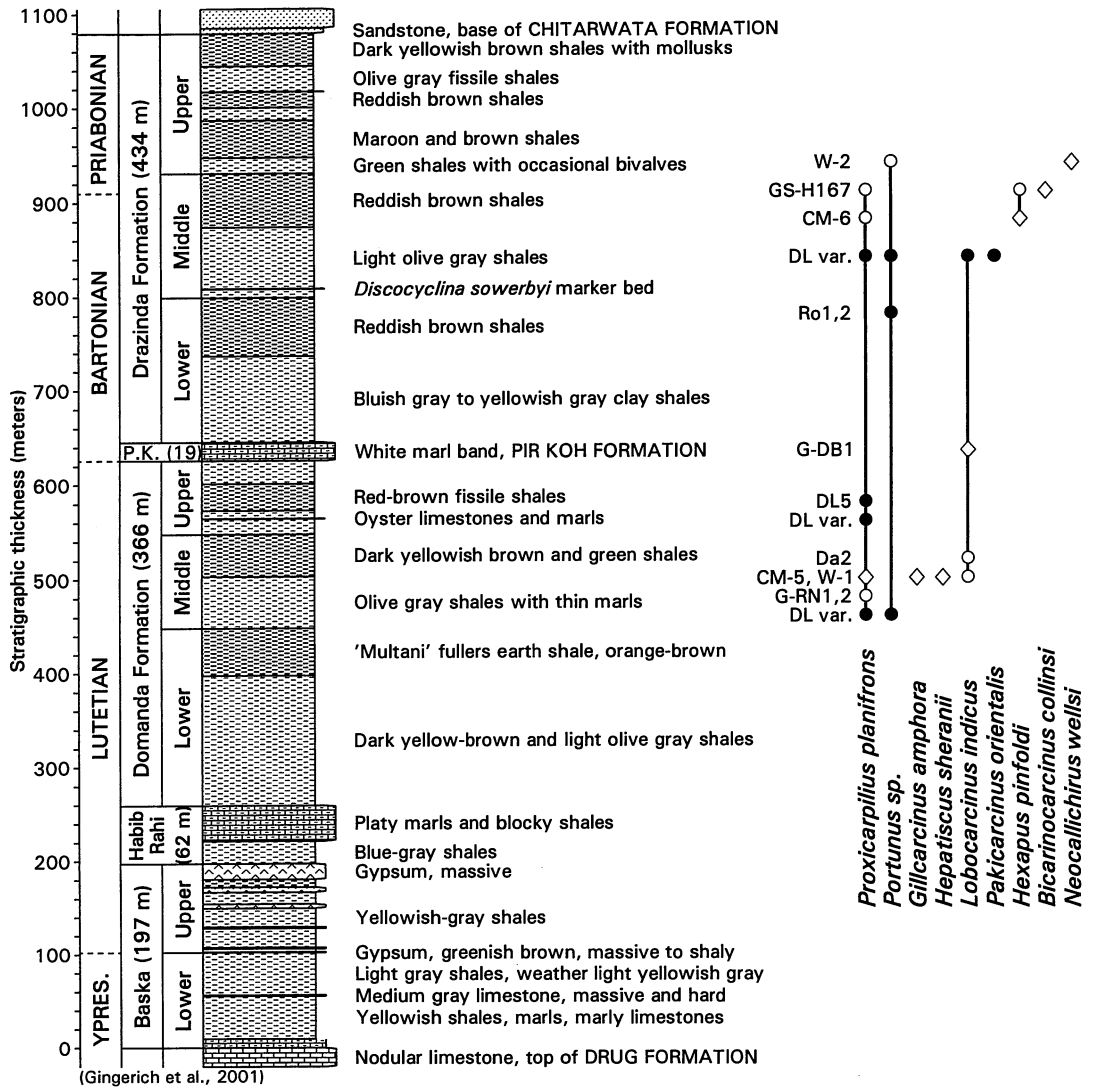 1100
1000
900
800
700
600
500
400
300
200
100
0
Stratigraphic thickness (meters)
PRIABONIAN
BARTONIAN
LUTETIAN
YPRES.
Drazinda Formation (434 m)
P.K. (19)
Domanda Formation (366 m)
Habib
Rahi
(62 m)
Baska (197 m)
Upper
Middle
Lower
Upper
Middle
Lower
Upper
Lower
Sandstone, base of CHITARWATA FORMATION
Dark yellowish brown shales with mollusks
Olive gray fissile shales
Reddish brown shales
Maroon and brown shales
Green shales with occasional bivalves
Reddish brown shales
Light olive gray shales
Discocyclina sowerbyi marker bed
Reddish brown shales
Bluish gray to yellowish gray clay shales
White marl band, PIR KOH FORMATION
Red-brown fissile shales
Oyster limestones and marls
Dark yellowish brown and green shales
Olive gray shales with thin marls
'Multani' fullers earth shale, orange-brown
Dark yellow-brown and light olive gray shales
Platy marls and blocky shales
Blue-gray shales
Gypsum, massive
Yellowish-gray shales
Gypsum, greenish brown, massive to shaly
Light gray shales, weather light yellowish gray
Medium gray limestone, massive and hard
Yellowish shales, marls, marly limestones
Nodular limestone, top of DRUG FORMATION
W-2
GS-H167
CM-6
DL var.
Ro1,2
G-DB1
DL5
DL var.
Da2
CM-5, W-1
G-RN1,2
DL var.
Proxicarpilius planifrons
Portunus sp.
Gillcarcinus amphora
Hepatiscus sheranii
Lobocarcinus indicus
Pakicarcinus orientalis
Hexapus pinfoldi
Bicarinocarcinus collinsi
Neocallichirus wellsi
(Gingerich et al., 2001)